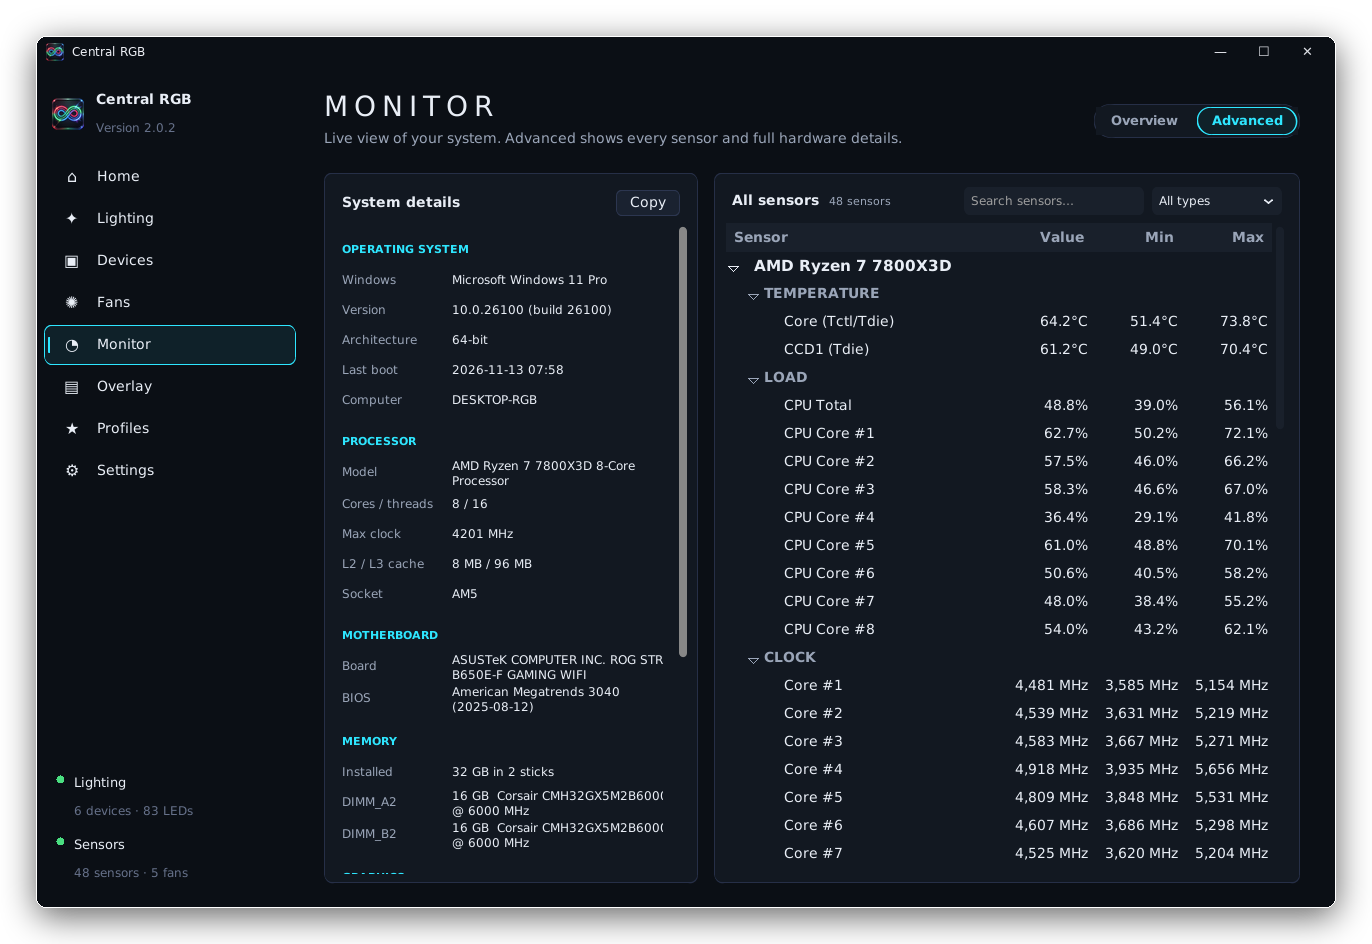 Central RGB
Central RGB
Version 2.0.2
Home
Lighting
Devices
Fans
Monitor
Overlay
Profiles
Settings
Lighting
6 devices · 83 LEDs
Sensors
48 sensors · 5 fans
MONITOR
Live view of your system. Advanced shows every sensor and full hardware details.
Overview Advanced
System details Copy
OPERATING SYSTEM
Windows Microsoft Windows 11 Pro
Version 10.0.26100 (build 26100)
Architecture 64-bit
Last boot 2026-11-13 07:58
Computer DESKTOP-RGB
PROCESSOR
Model AMD Ryzen 7 7800X3D 8-Core
Processor
Cores / threads 8 / 16
Max clock 4201 MHz
L2 / L3 cache 8 MB / 96 MB
Socket AM5
MOTHERBOARD
Board ASUSTeK COMPUTER INC. ROG STR
B650E-F GAMING WIFI
BIOS American Megatrends 3040
(2025-08-12)
MEMORY
Installed 32 GB in 2 sticks
DIMM_A2 16 GB Corsair CMH32GX5M2B600
@ 6000 MHz
DIMM_B2 16 GB Corsair CMH32GX5M2B600
@ 6000 MHz
All sensors 48 sensors Search sensors... All types
Sensor Value Min Max
AMD Ryzen 7 7800X3D
TEMPERATURE
Core (Tctl/Tdie) 64.2°C 51.4°C 73.8°C
CCD1 (Tdie) 61.2°C 49.0°C 70.4°C
LOAD
CPU Total 48.8% 39.0% 56.1%
CPU Core #1 62.7% 50.2% 72.1%
CPU Core #2 57.5% 46.0% 66.2%
CPU Core #3 58.3% 46.6% 67.0%
CPU Core #4 36.4% 29.1% 41.8%
CPU Core #5 61.0% 48.8% 70.1%
CPU Core #6 50.6% 40.5% 58.2%
CPU Core #7 48.0% 38.4% 55.2%
CPU Core #8 54.0% 43.2% 62.1%
CLOCK
Core #1 4,481 MHz 3,585 MHz 5,154 MHz
Core #2 4,539 MHz 3,631 MHz 5,219 MHz
Core #3 4,583 MHz 3,667 MHz 5,271 MHz
Core #4 4,918 MHz 3,935 MHz 5,656 MHz
Core #5 4,809 MHz 3,848 MHz 5,531 MHz
Core #6 4,607 MHz 3,686 MHz 5,298 MHz
Core #7 4,525 MHz 3,620 MHz 5,204 MHz